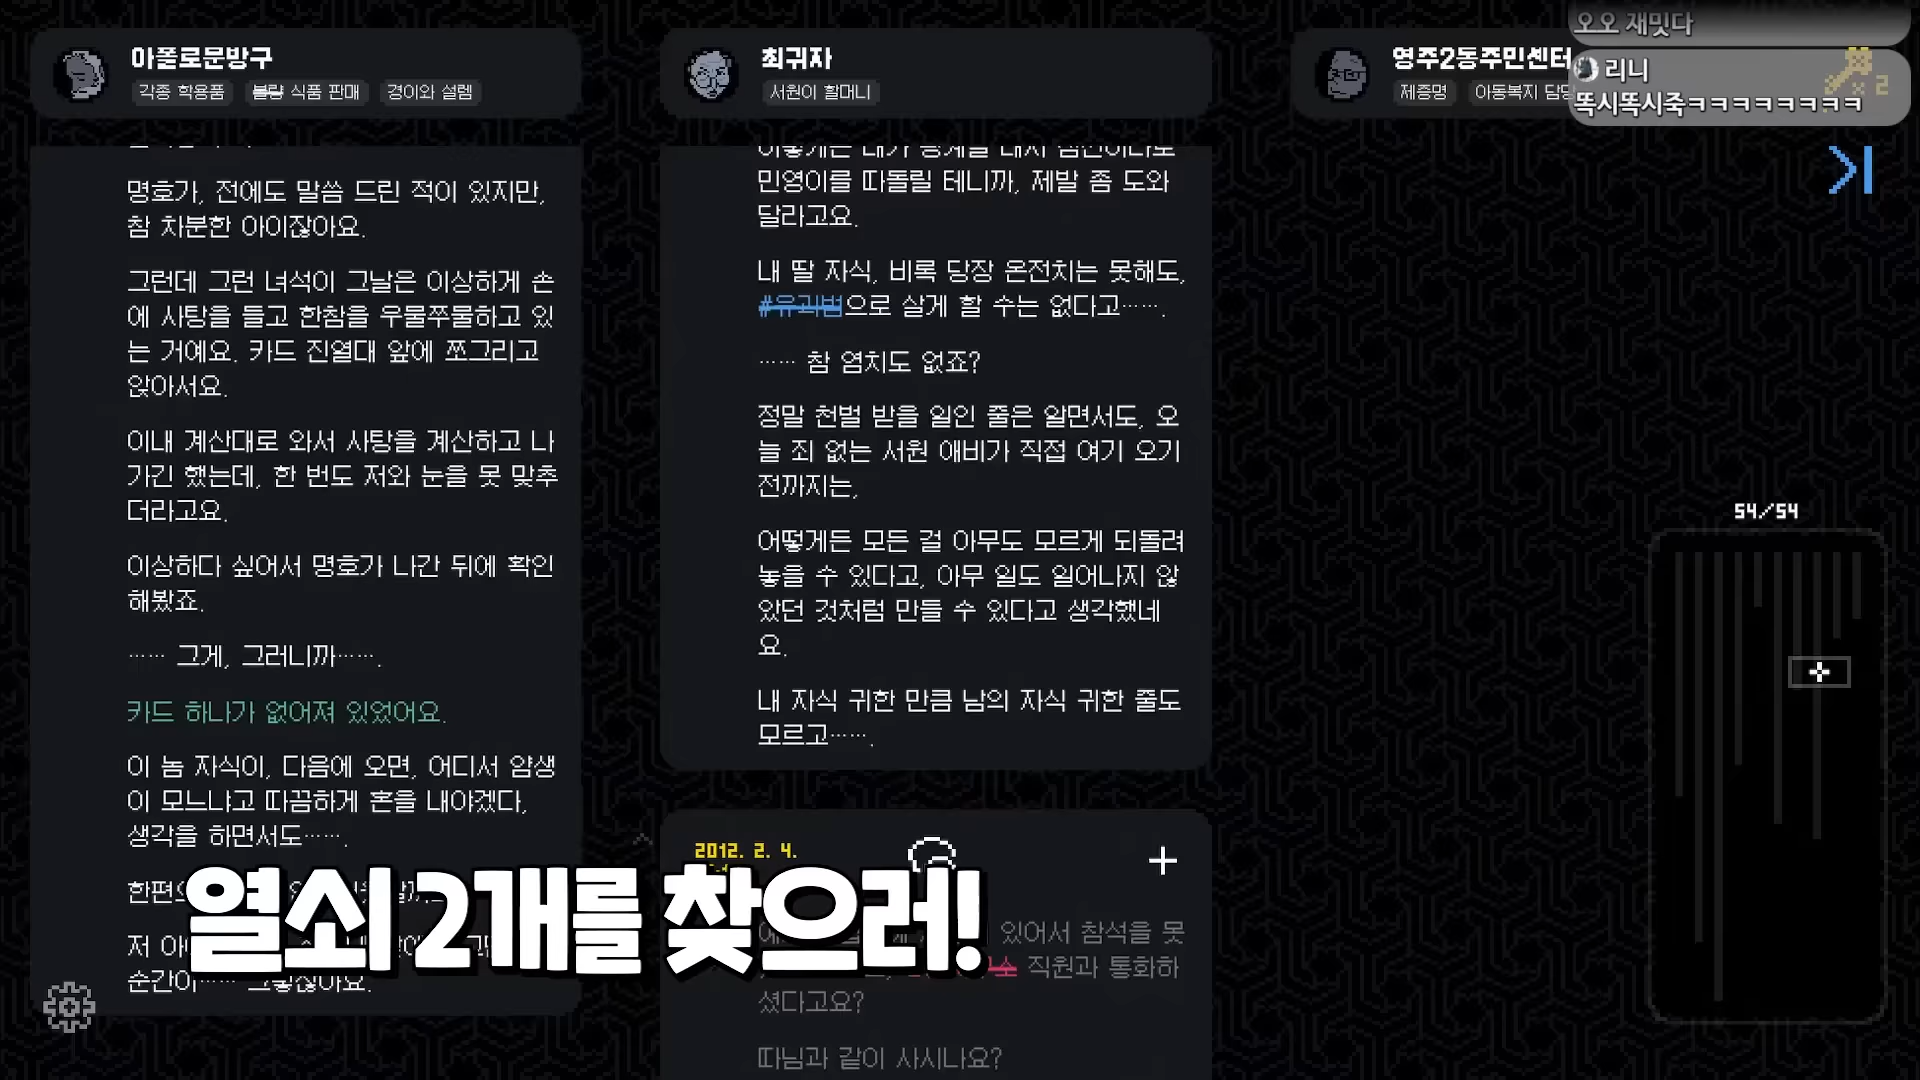 아폴로문방구
각종 학용품 불량 식품 판매 경이와 설렘
명호가, 전에도 말씀 드린 적이 있지만,
참 차분한 아이잖아요.
그런데 그런 녀석이 그날은 이상하게 손
에 사탕을 들고 한참을 우물쭈물하고 있
는 거예요. 카드 진열대 앞에 쪼그리고
앉아서요.
이내 계산대로 와서 사탕을 계산하고 나
가긴 했는데, 한 번도 저와 눈을 못 맞추
더라고요.
이상하다 싶어서 명호가 나간 뒤에 확인
해봤죠.
…… 그게, 그러니까…….
카드 하나가 없어져 있었어요.
이 놈 자식이, 다음에 오면, 어디서 얌생
이 모느냐고 따끔하게 혼을 내야겠다,
생각을 하면서도…….
한편
저
순간이…… 그렇잖아요.
최귀자
서원이 할머니
민영이를 따돌릴 테니까, 제발 좀 도와
달라고요.
내 딸 자식, 비록 당장 온전치는 못해도,
#유괴범으로 살게 할 수는 없다고…….
…… 참 염치도 없죠?
정말 천벌 받을 일인 줄은 알면서도, 오
늘 죄 없는 서원 애비가 직접 여기 오기
전까지는,
어떻게든 모든 걸 아무도 모르게 되돌려
놓을 수 있다고, 아무 일도 일어나지 않
았던 것처럼 만들 수 있다고 생각했네
요.
내 자식 귀한 만큼 남의 자식 귀한 줄도
모르고…….
2012. 2. 4.
있어서 참석을 못
직원과 통화하
셨다고요?
따님과 같이 사시나요?
영주2동주민센터
제증명 아동복지 담당
오오 재밋다
리니
똑시똑시죽ㅋㅋㅋㅋㅋㅋㅋㅋ
2
54/54
열쇠 2개를 찾으러!